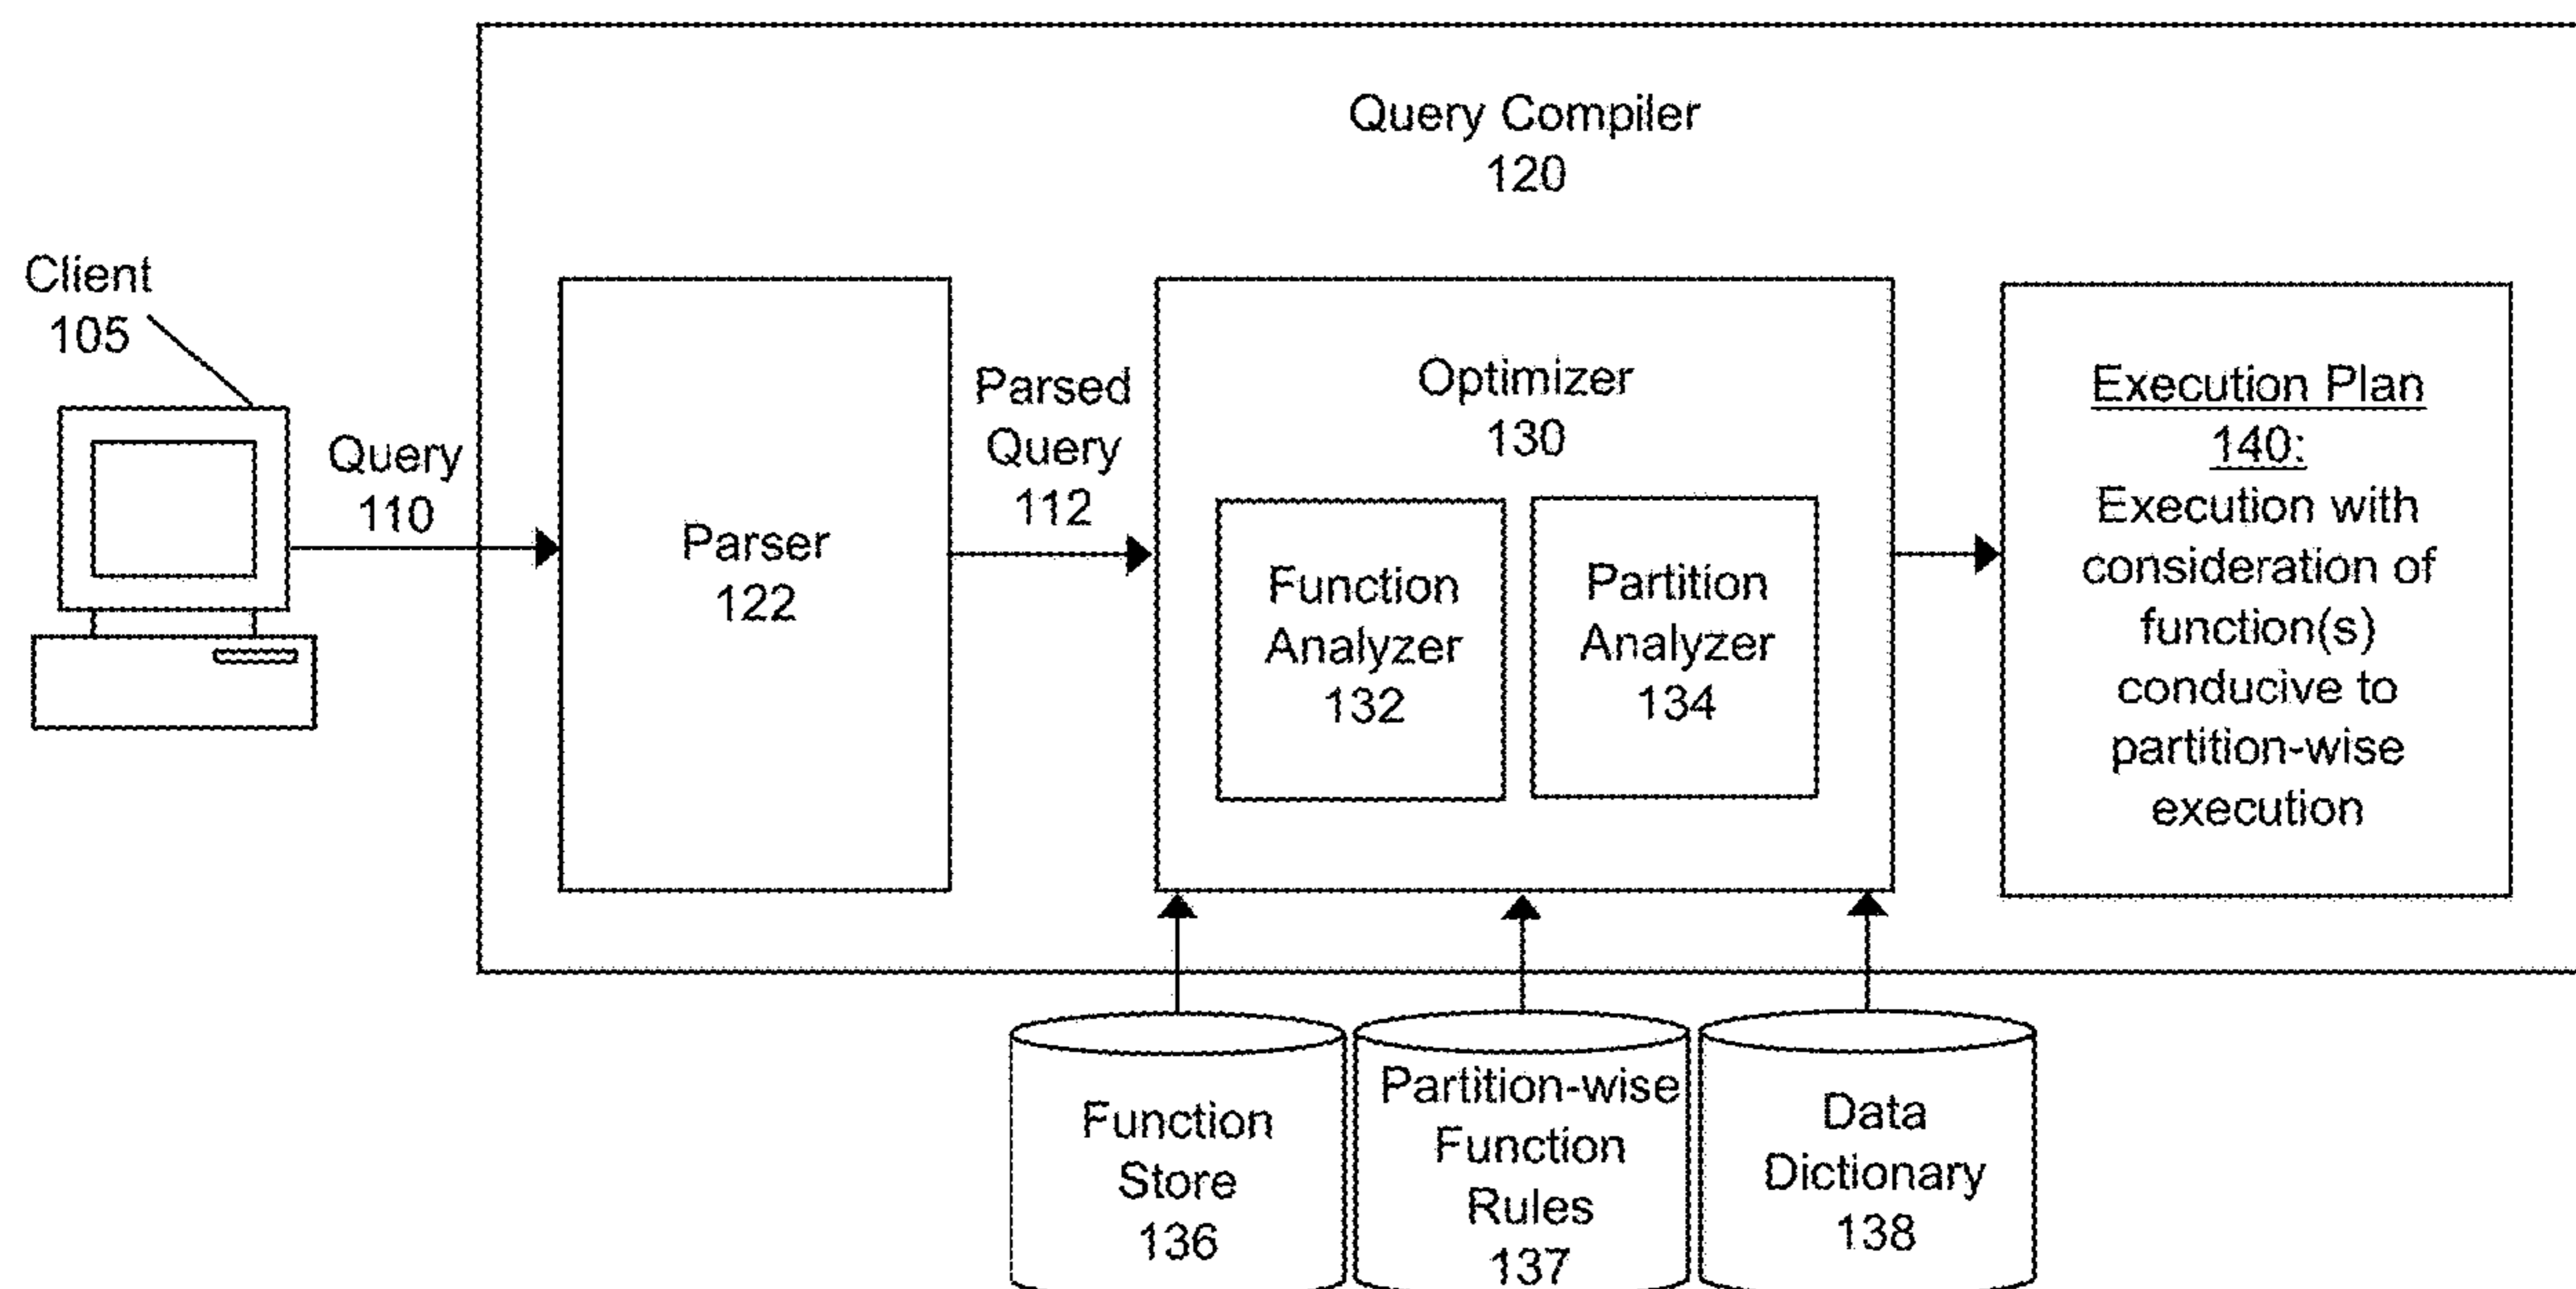 Query Compiler
120
Client
105
Query
110
Parser
122
Parsed
Query
112
Optimizer
130
Function
Analyzer
132
Partition
Analyzer
134
Execution Plan
140:
Execution with
consideration of
function(s)
conducive to
partition-wise
execution
Function
Store
136
Partition-wise
Function
Rules
137
Data
Dictionary
138